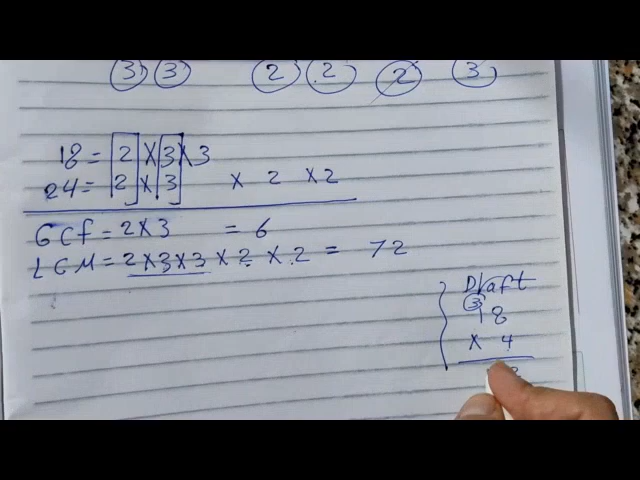 3 3 2 2 2 3
18 = 2 X 3 X 3
24 = 2 X 3 X 2 X 2
GCf = 2 X 3 = 6
LCM = 2 X 3 X 3 X 2 X 2 = 72
Draft
3
18
X 4